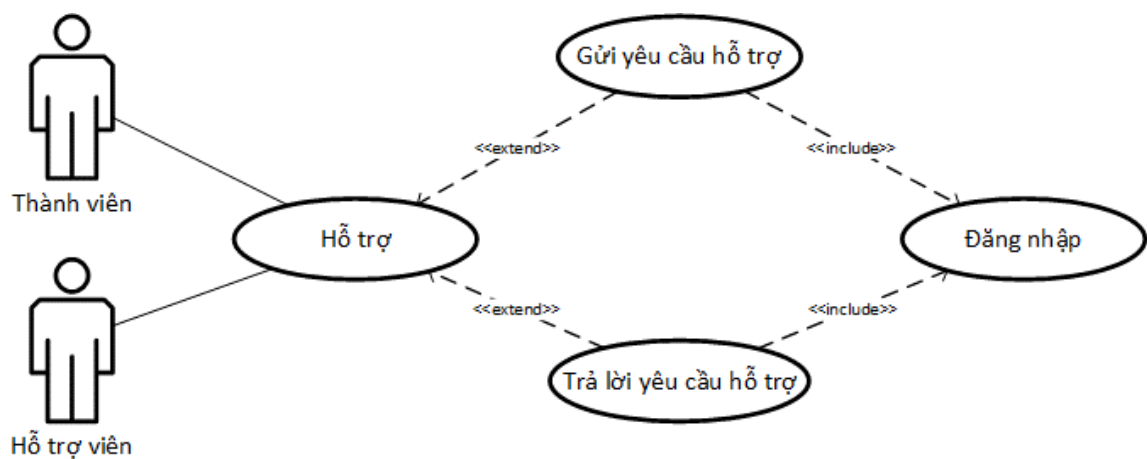 Gửi yêu cầu hỗ trợ
<<extend>>
<<include>>
Thành viên
Hỗ trợ
Đăng nhập
<<extend>>
<<include>>
Trả lời yêu cầu hỗ trợ
Hỗ trợ viên